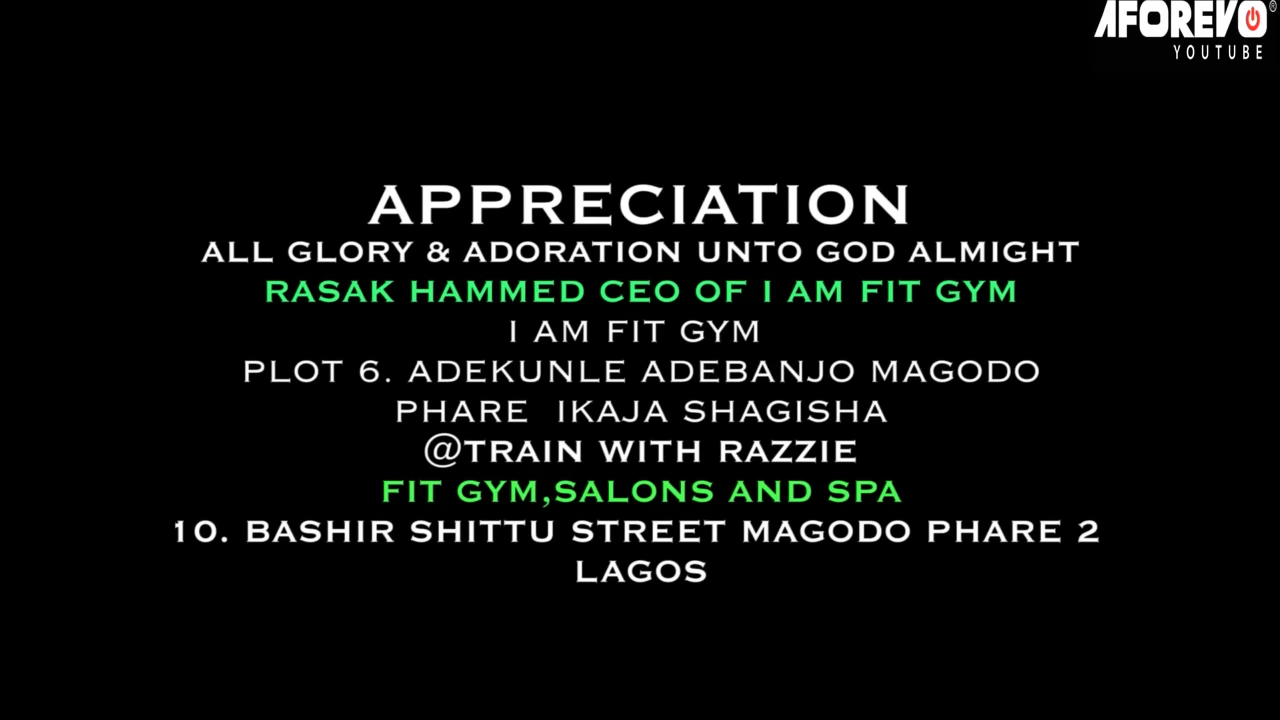 AFOREVO®
YOUTUBE
APPRECIATION
ALL GLORY & ADORATION UNTO GOD ALMIGHT
RASAK HAMMED CEO OF I AM FIT GYM
I AM FIT GYM
PLOT 6. ADEKUNLE ADEBANJO MAGODO
PHARE IKAJA SHAGISHA
@TRAIN WITH RAZZIE
FIT GYM,SALONS AND SPA
10. BASHIR SHITTU STREET MAGODO PHARE 2
LAGOS